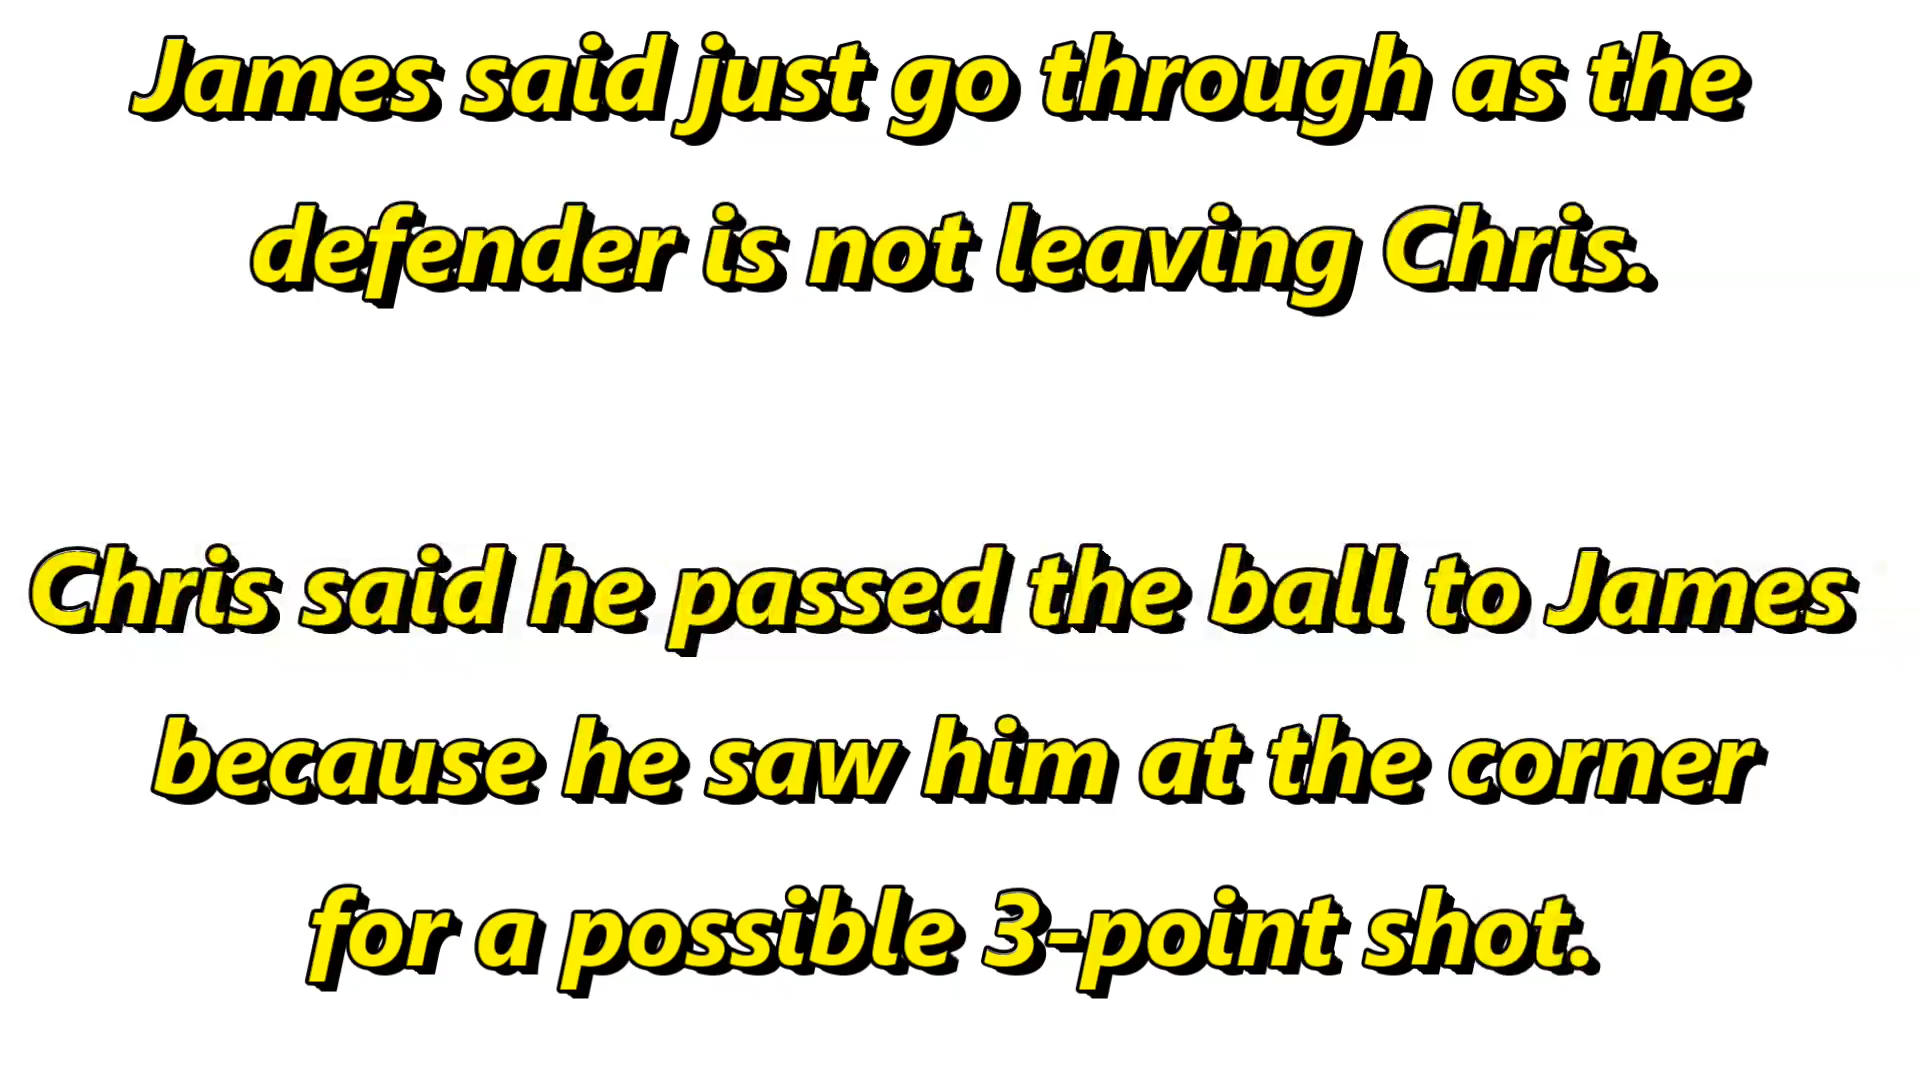 James said just go through as the
defender is not leaving Chris.
Chris said he passed the ball to James
because he saw him at the corner
for a possible 3-point shot.